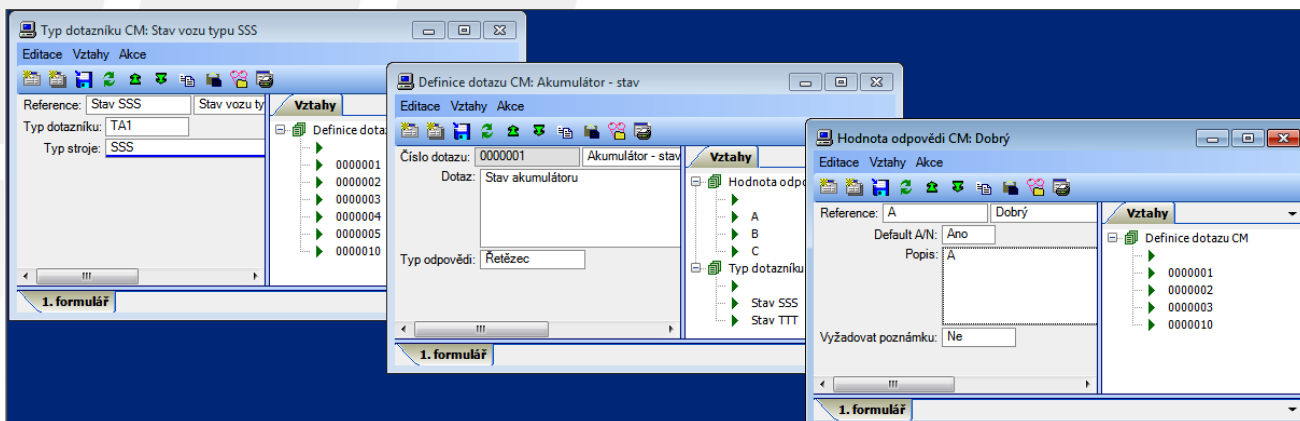 Typ dotazníku CM: Stav vozu typu SSS
Editace Vztahy Akce
Reference: Stav SSS Stav vozu ty
Typ dotazníku: TA1
Typ stroje: SSS
Vztahy
Definice dota
0000001
0000002
0000003
0000004
0000005
0000010
1. formulář
Definice dotazu CM: Akumulátor - stav
Editace Vztahy Akce
Číslo dotazu: 0000001 Akumulátor - stav
Dotaz: Stav akumulátoru
Typ odpovědi: Řetězec
Vztahy
Hodnota odpo
A
B
C
Typ dotazníku
Stav SSS
Stav TTT
1. formulář
Hodnota odpovědi CM: Dobrý
Editace Vztahy Akce
Reference: A Dobrý
Default A/N: Ano
Popis: A
Vyžadovat poznámku: Ne
Vztahy
Definice dotazu CM
0000001
0000002
0000003
0000010
1. formulář